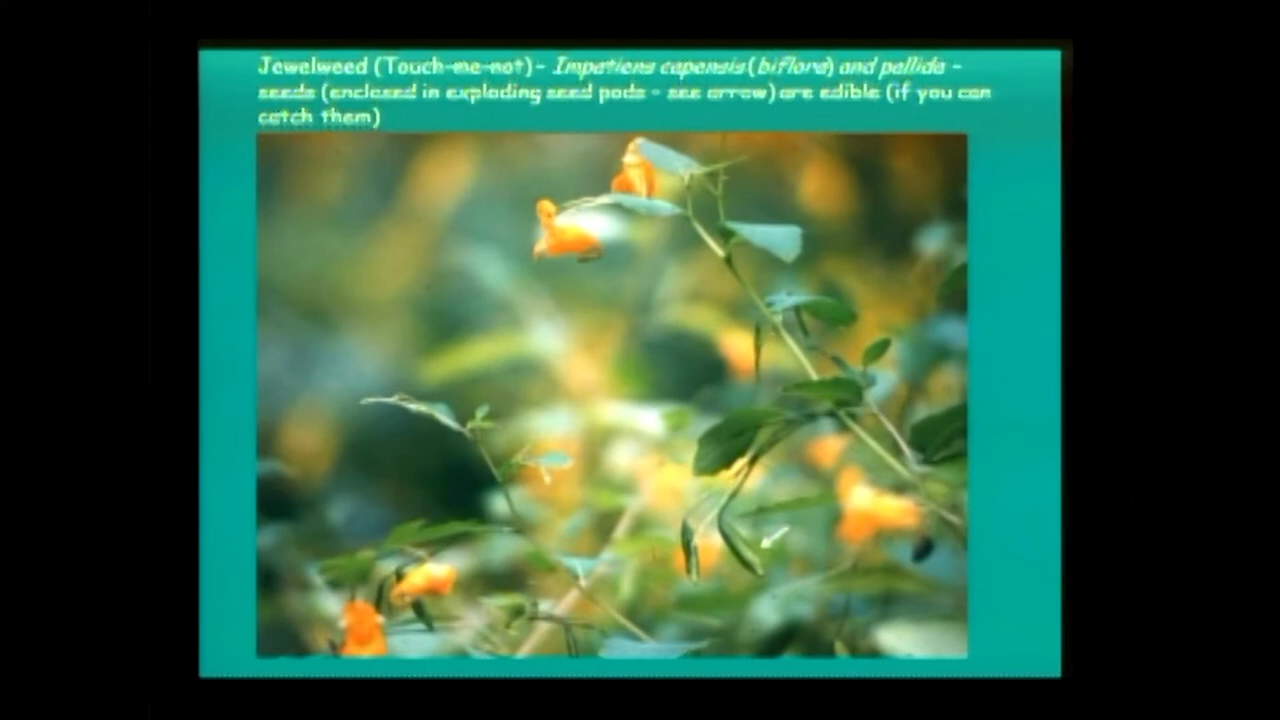 Jewelweed (Touch-me-not)- Impatiens capensis(biflora) and pallida -
seeds (enclosed in exploding seed pods - see arrow) are edible (if you can
catch them)